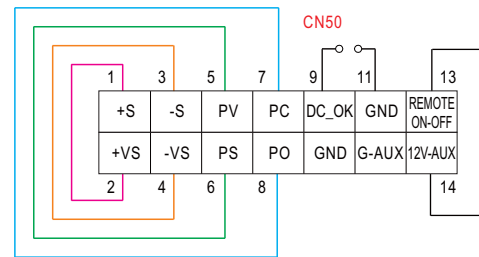 CN50
1 3 5 7 9 11 13
+S -S PV PC DC_OK GND REMOTE
ON-OFF
+VS -VS PS PO GND G-AUX 12V-AUX
2 4 6 8 14